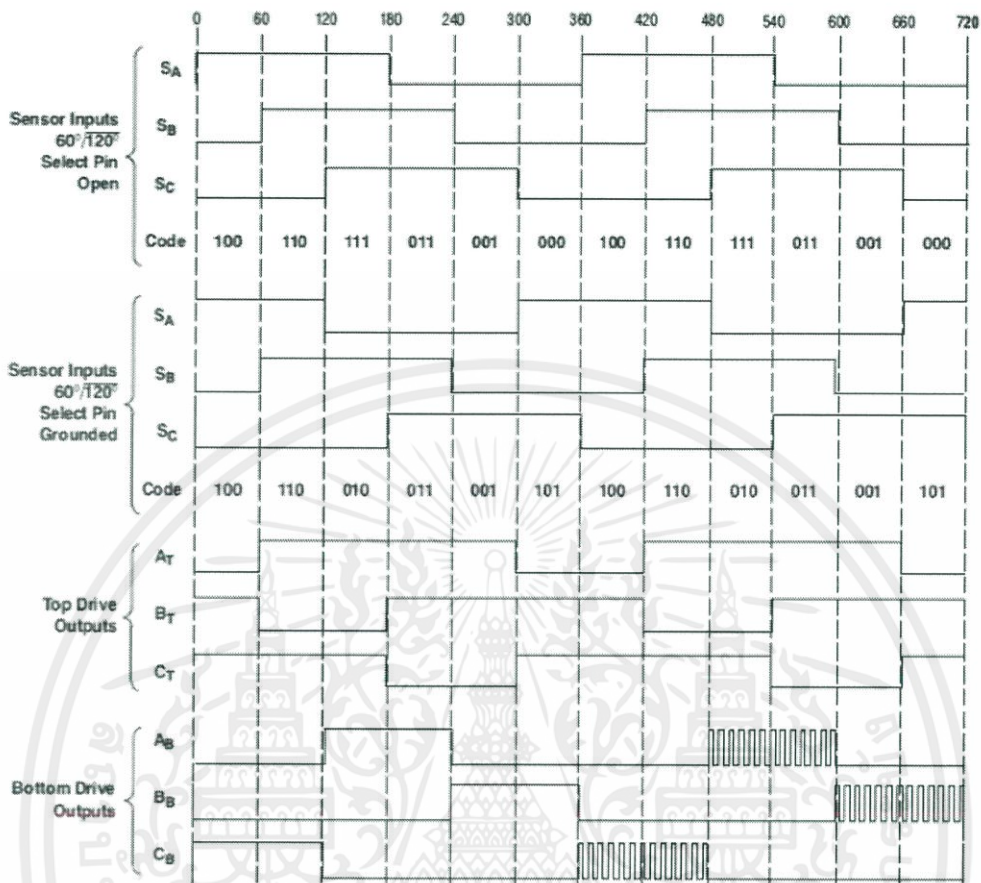 0 60 120 180 240 300 360 420 480 540 600 660 720
SA
Sensor Inputs
60°/120°
Select Pin
Open
SB
SC
Code 100 110 111 011 001 000 100 110 111 011 001 000
SA
Sensor Inputs
60°/120°
Select Pin
Grounded
SB
SC
Code 100 110 010 011 001 101 100 110 010 011 001 101
AT
Top Drive
Outputs
BT
CT
AB
Bottom Drive
Outputs
BB
CB